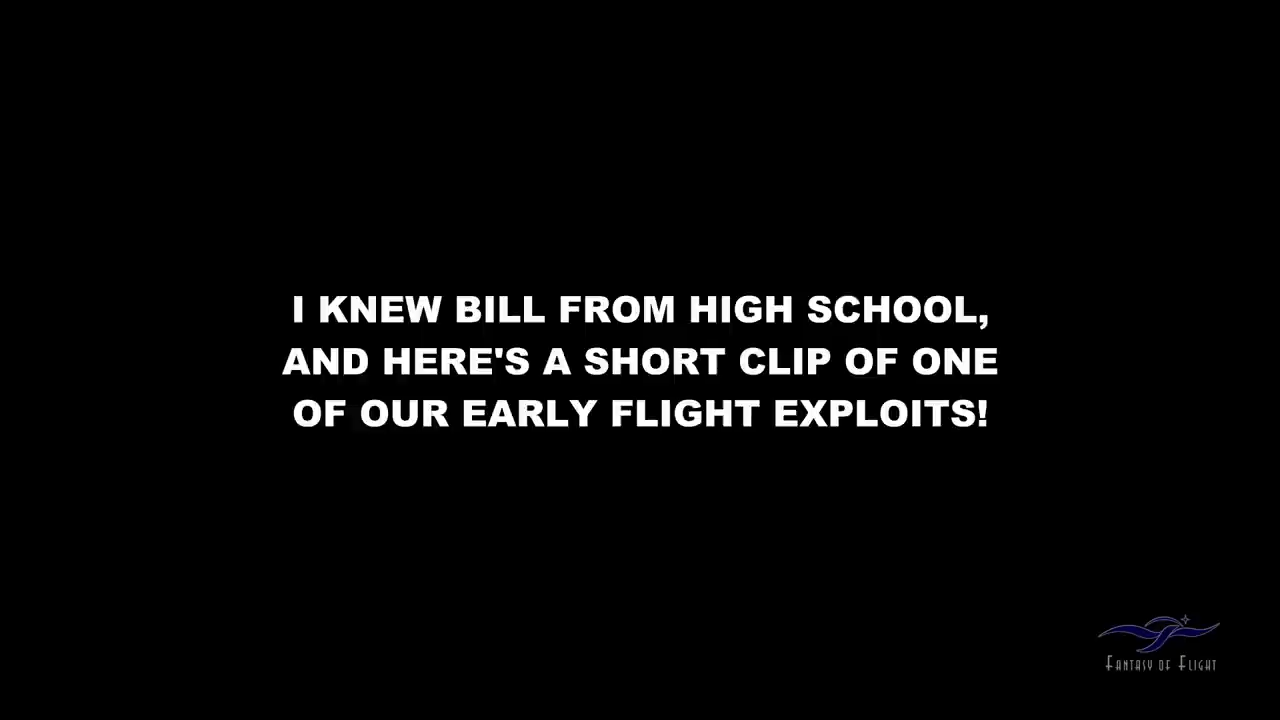 I KNEW BILL FROM HIGH SCHOOL,
AND HERE'S A SHORT CLIP OF ONE
OF OUR EARLY FLIGHT EXPLOITS!
FANTASY OF FLIGHT